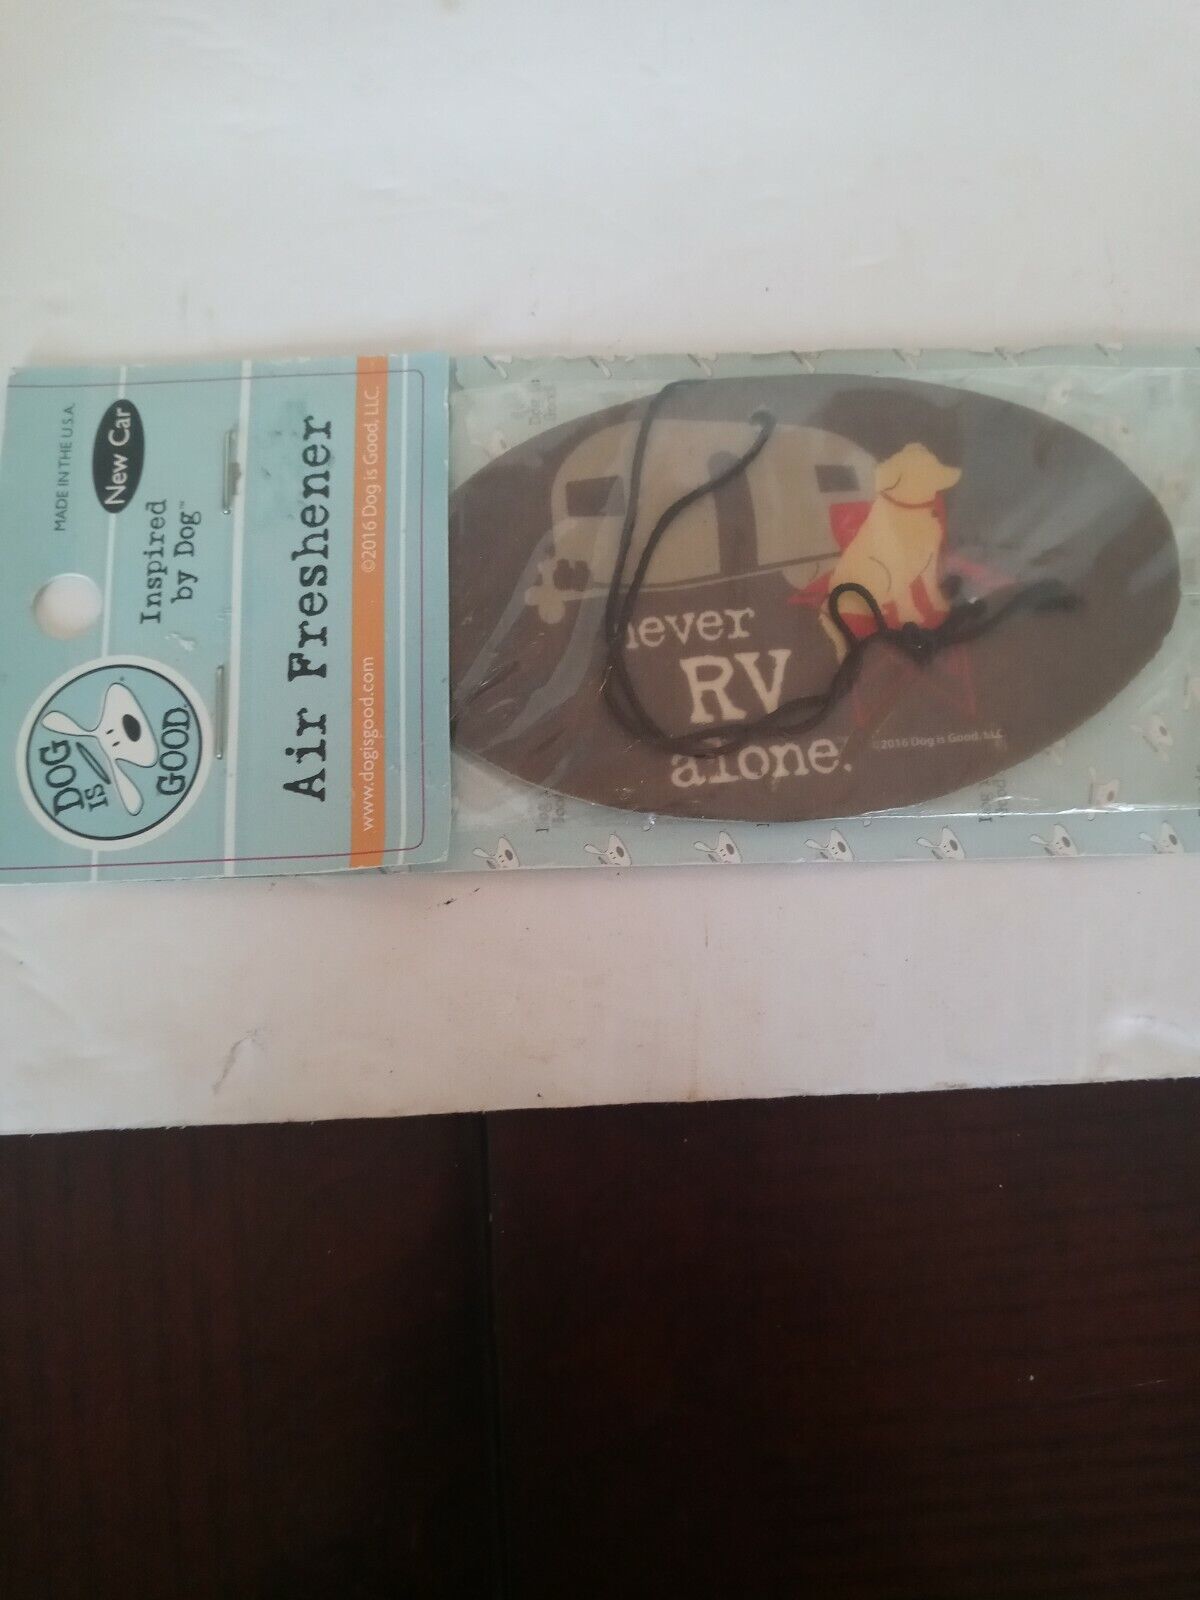 DOG
IS
GOOD
MADE IN THE U.S.A.
New Car
Inspired
by Dog™
Air Freshener
www.dogisgood.com
©2016 Dog is Good, LLC.
never
RV
alone.
©2016 Dog is Good, LLC